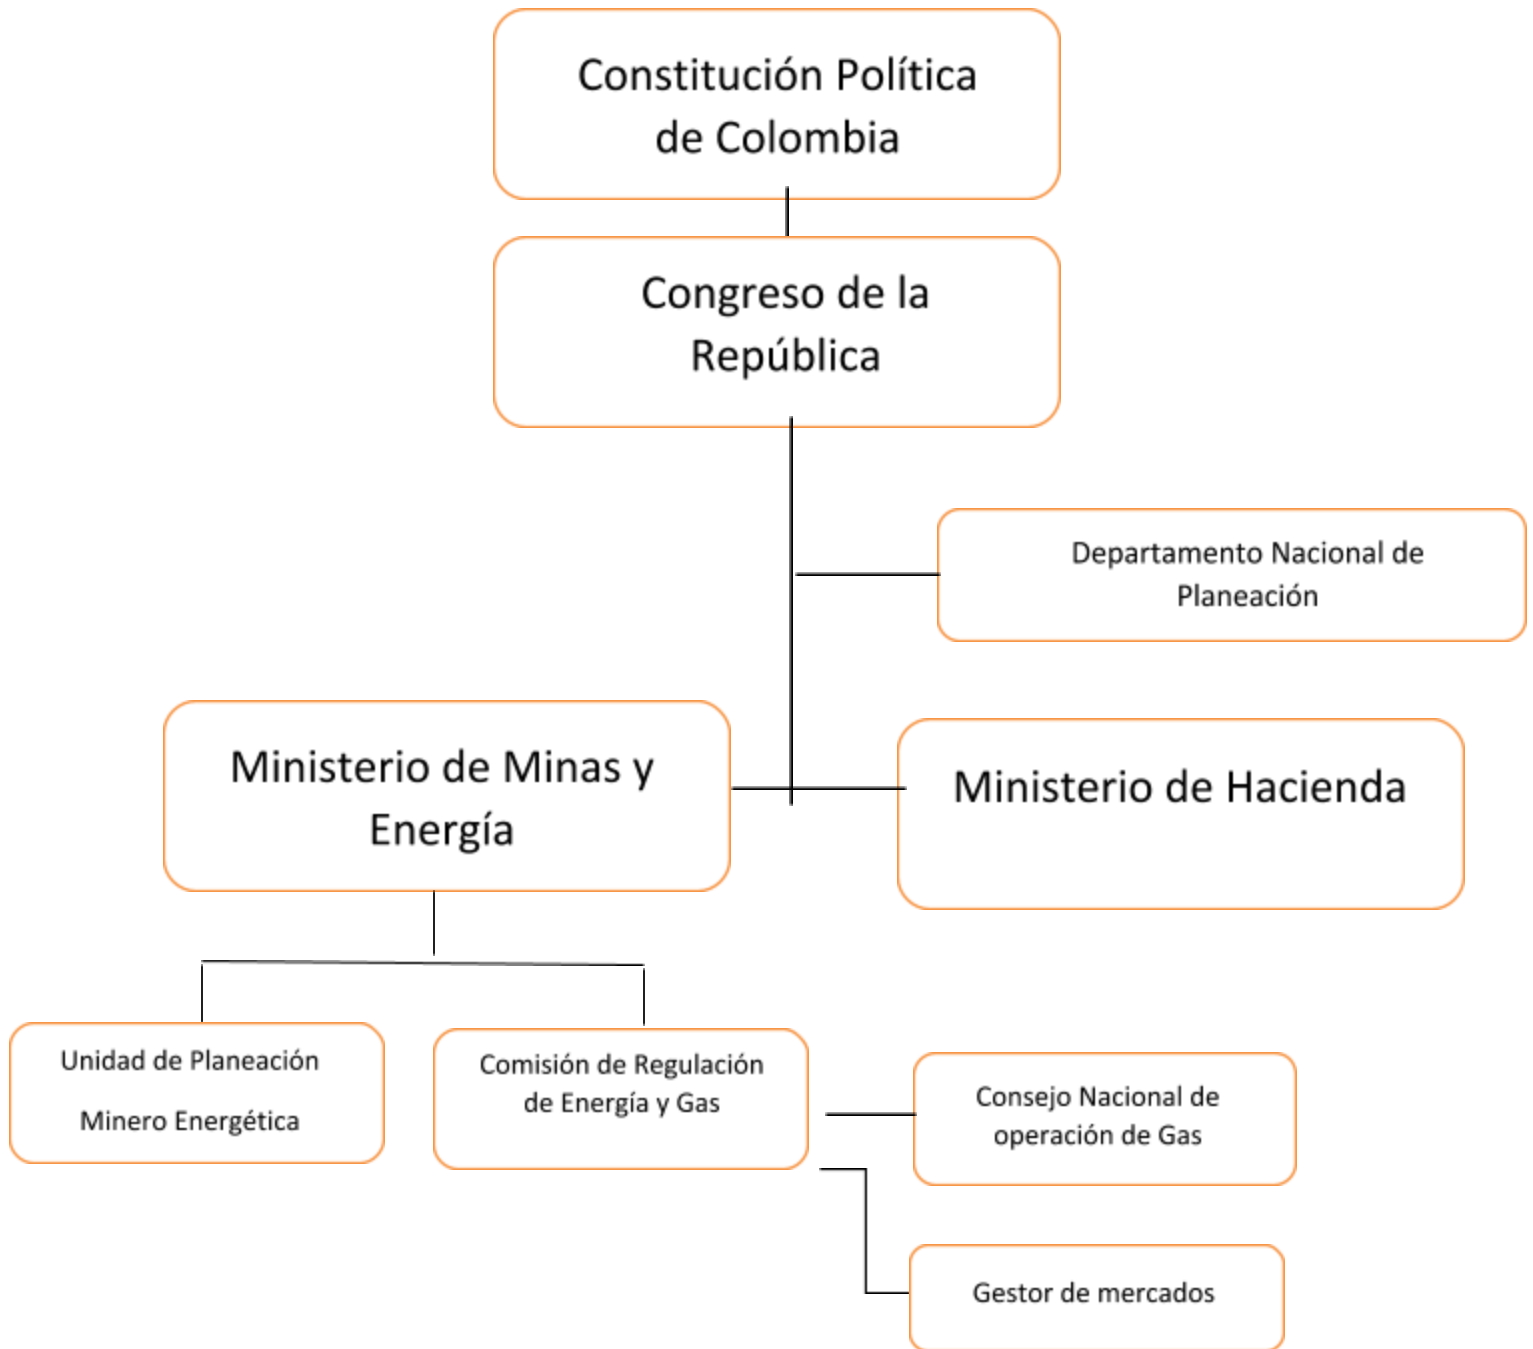 Constitución Política
de Colombia
Congreso de la
República
Departamento Nacional de
Planeación
Ministerio de Minas y
Energía
Ministerio de Hacienda
Unidad de Planeación
Minero Energética
Comisión de Regulación
de Energía y Gas
Consejo Nacional de
operación de Gas
Gestor de mercados